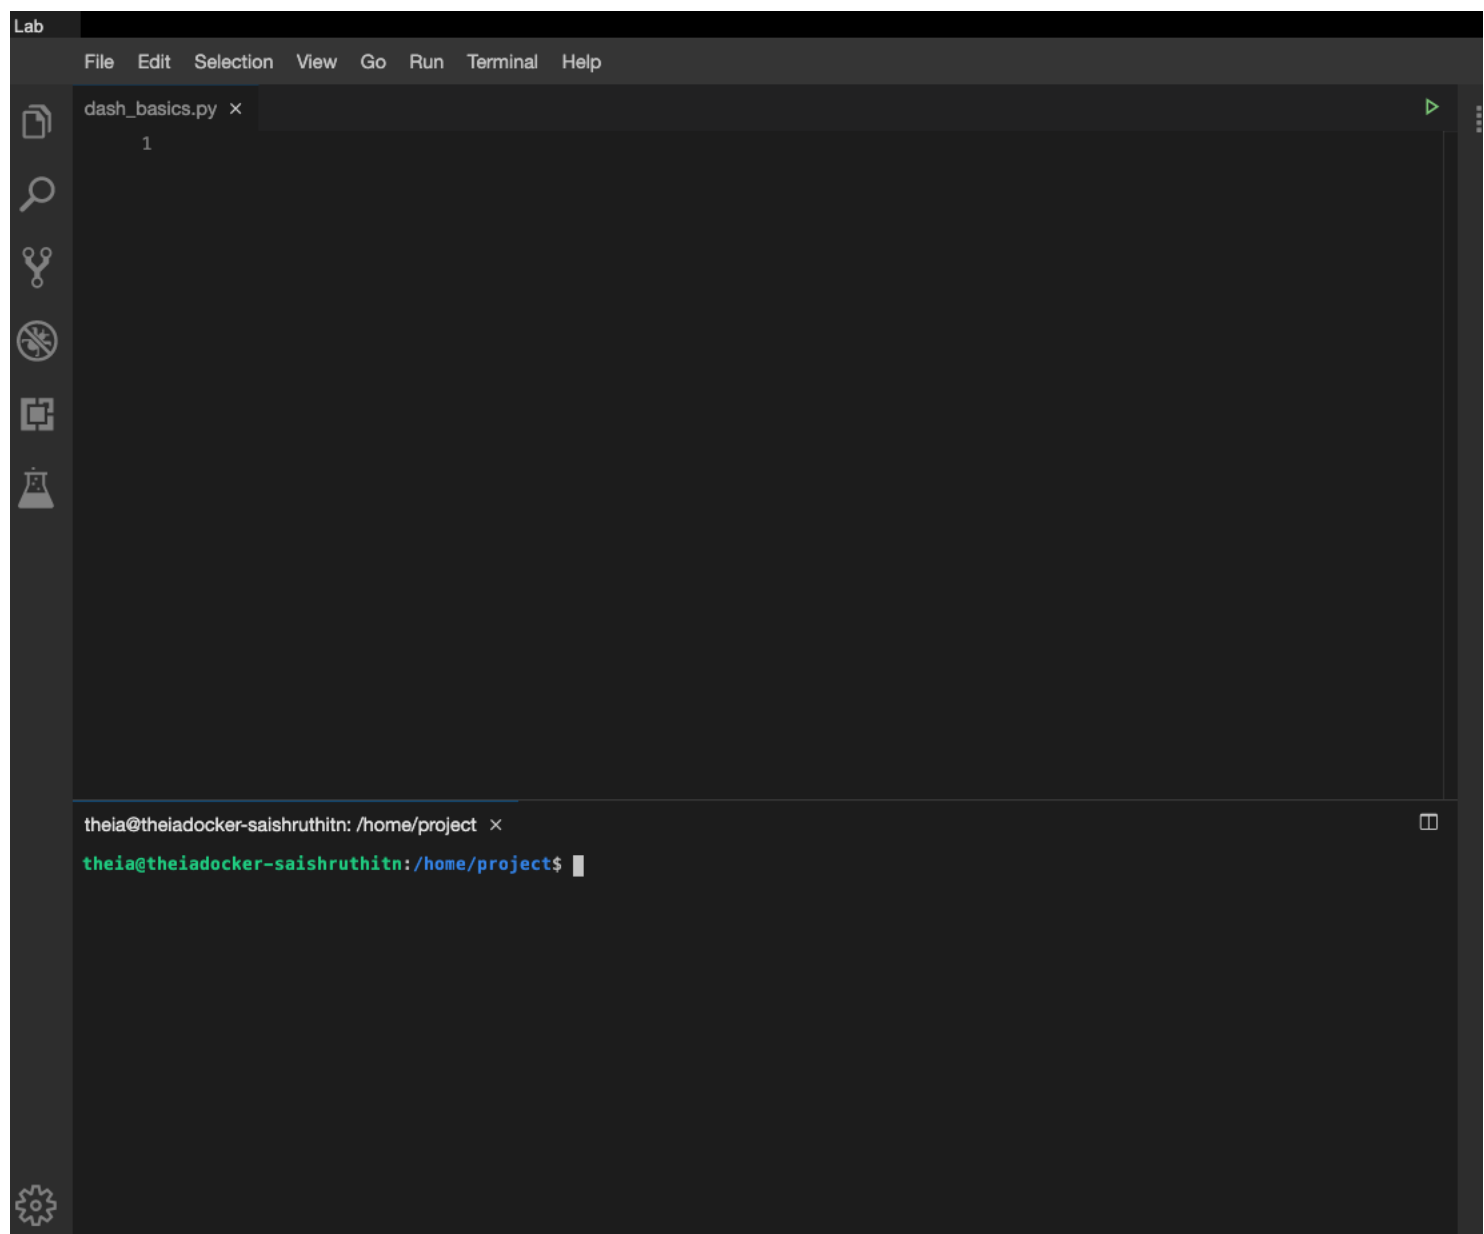 Lab
File Edit Selection View Go Run Terminal Help
dash_basics.py ×
1
theia@theiadocker-saishruthitn: /home/project ×
theia@theiadocker-saishruthitn:/home/project$